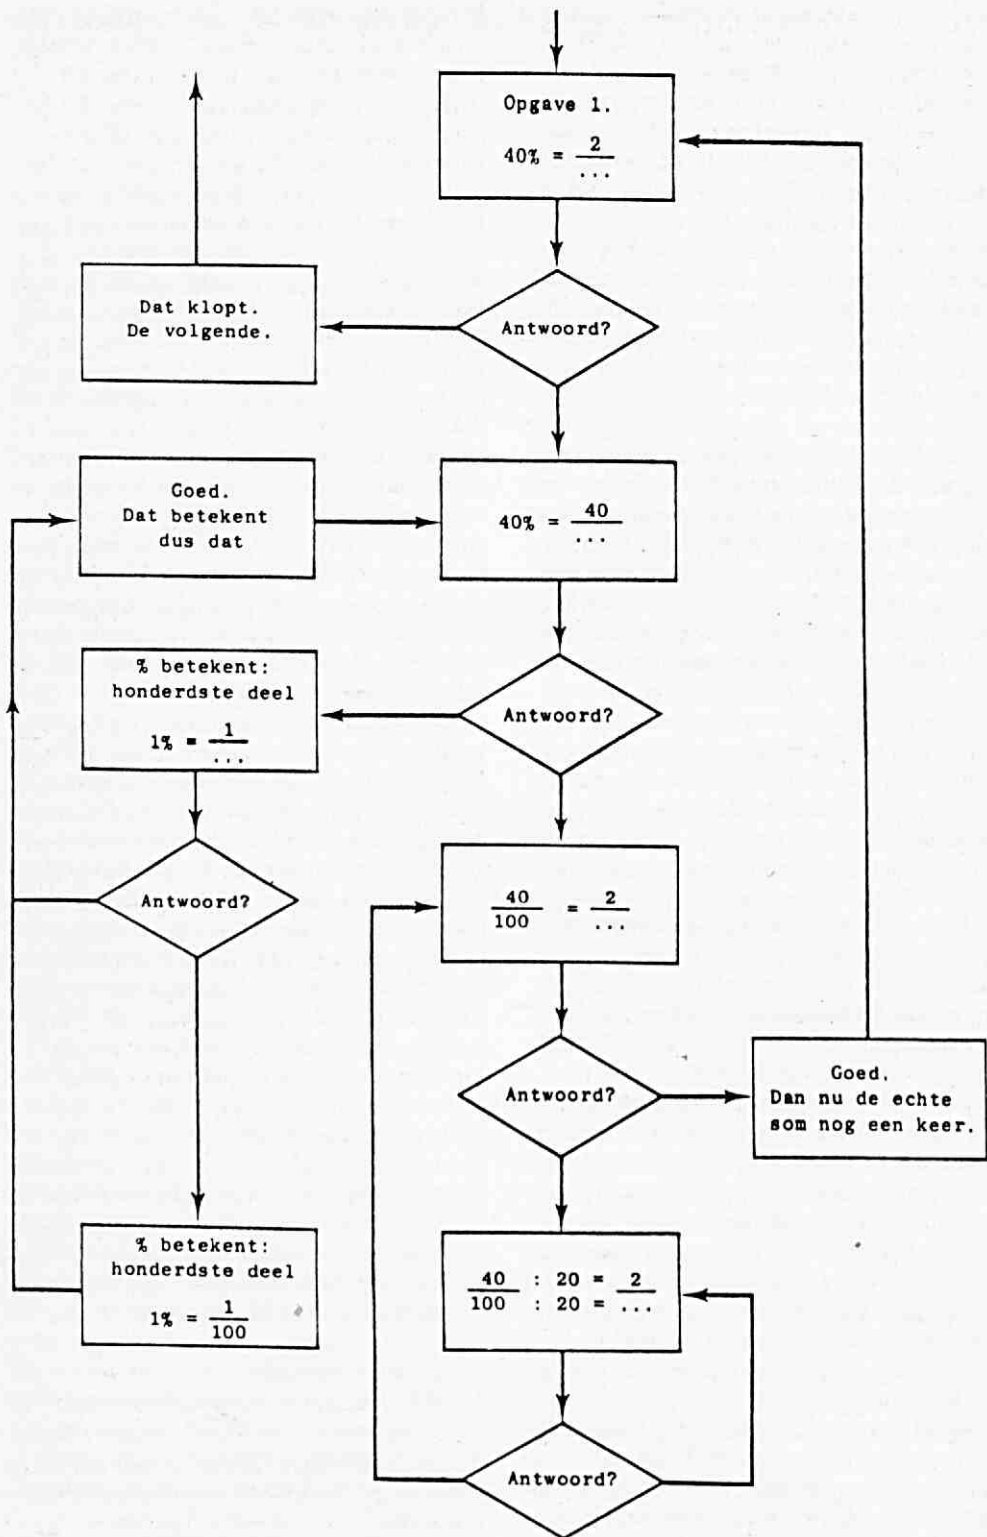 Opgave 1.
40% = 2/...
Antwoord?
Dat klopt.
De volgende.
Goed.
Dat betekent
dus dat
40% = 40/...
Antwoord?
% betekent:
honderdste deel
1% = 1/...
Antwoord?
40/100 = 2/...
Antwoord?
Goed.
Dan nu de echte
som nog een keer.
% betekent:
honderdste deel
1% = 1/100
40 : 20 = 2
100 : 20 = ...
Antwoord?